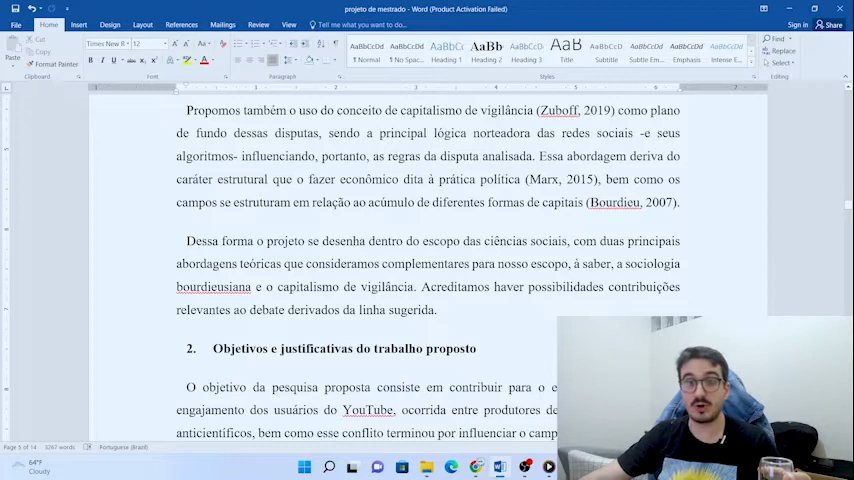 projeto de mestrado - Word (Product Activation Failed)
File Home Insert Design Layout References Mailings Review View Tell me what you want to do... Sign in Share
Cut
Copy
Format Painter
Paste
Clipboard
Times New R 12
Font
Paragraph
AaBbCcDd AaBbCcDd AaBbCc AaBb AaBbCcD AaB AaBbCcD AaBbCcDd AaBbCcDd AaBbCcDd
1 Normal 1 No Spac... Heading 1 Heading 2 Heading 3 Title Subtitle Subtle Em... Emphasis Intense E...
Styles
Find
Replace
Select
Editing
Propomos também o uso do conceito de capitalismo de vigilância (Zuboff, 2019) como plano
de fundo dessas disputas, sendo a principal lógica norteadora das redes sociais -e seus
algoritmos- influenciando, portanto, as regras da disputa analisada. Essa abordagem deriva do
caráter estrutural que o fazer econômico dita à prática política (Marx, 2015), bem como os
campos se estruturam em relação ao acúmulo de diferentes formas de capitais (Bourdieu, 2007).
Dessa forma o projeto se desenha dentro do escopo das ciências sociais, com duas principais
abordagens teóricas que consideramos complementares para nosso escopo, à saber, a sociologia
bourdieusiana e o capitalismo de vigilância. Acreditamos haver possibilidades contribuições
relevantes ao debate derivados da linha sugerida.
2. Objetivos e justificativas do trabalho proposto
O objetivo da pesquisa proposta consiste em contribuir para o e
engajamento dos usuários do YouTube, ocorrida entre produtores de
anticientíficos, bem como esse conflito terminou por influenciar o camp
Page 5 of 14 3267 words Portuguese (Brazil)
64°F
Cloudy